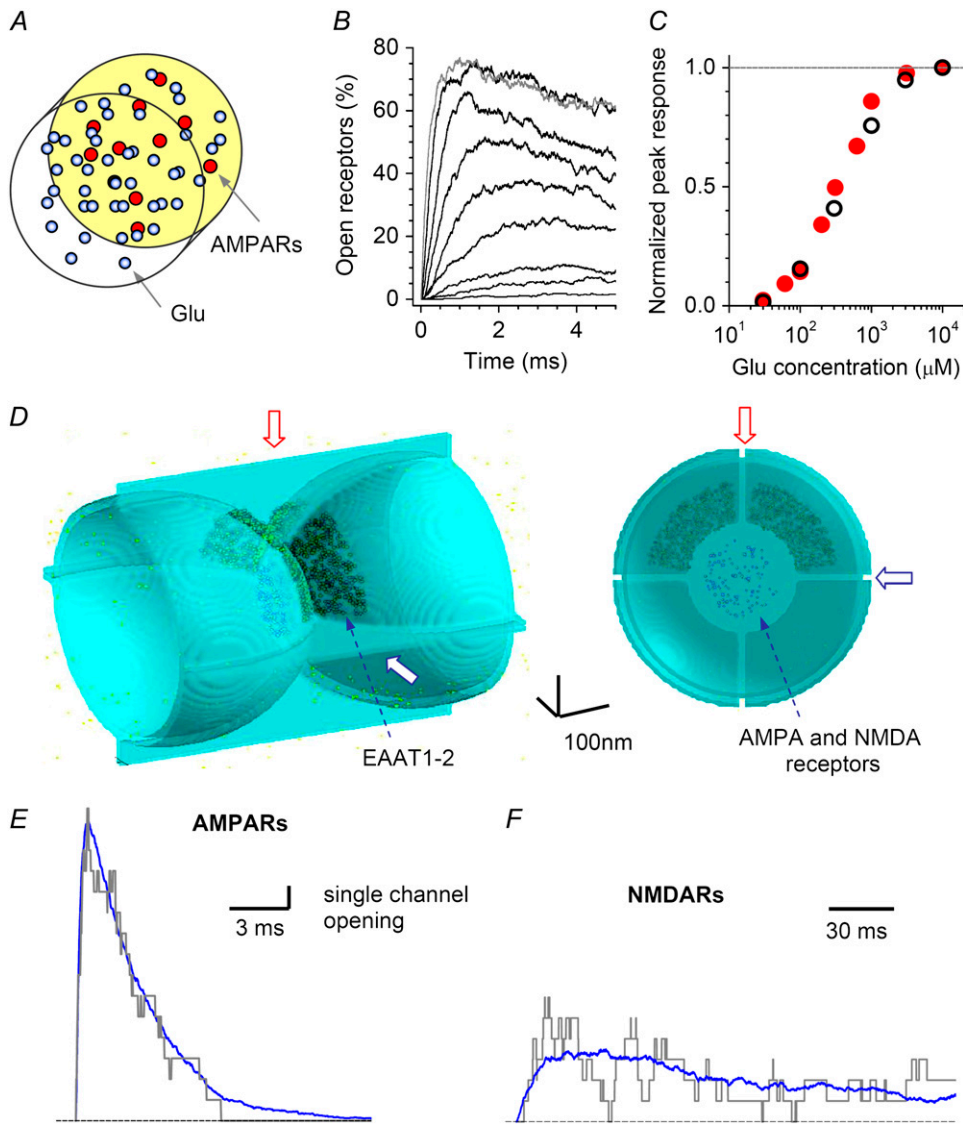 A
AMPARs
Glu
B
Open receptors (%)
80
60
40
20
0
0
2
4
Time (ms)
C
Normalized peak response
1.0
0.5
0.0
10¹
10²
10³
10⁴
Glu concentration (μM)
D
EAAT1-2
100nm
AMPA and NMDA
receptors
E
AMPARs
3 ms
single channel
opening
F
NMDARs
30 ms